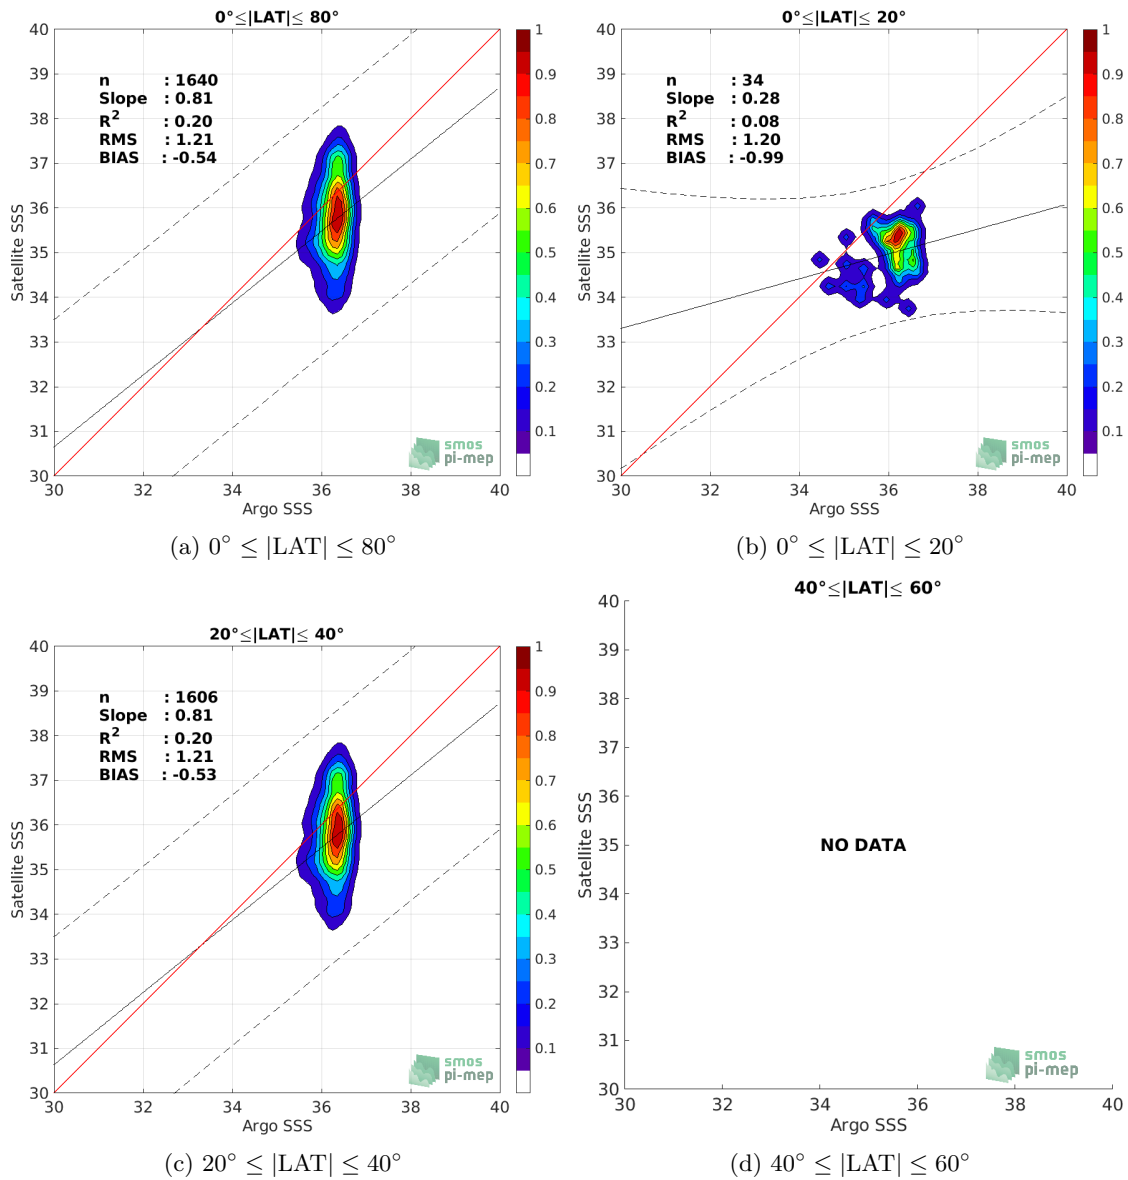 0°≤|LAT|≤ 80°
40
39
38
37
36
35
34
33
32
31
30
Satellite SSS
n : 1640
Slope : 0.81
R² : 0.20
RMS : 1.21
BIAS : -0.54
smos
pi-mep
30 32 34 36 38 40
Argo SSS
1
0.9
0.8
0.7
0.6
0.5
0.4
0.3
0.2
0.1
(a) 0° ≤ |LAT| ≤ 80°
0°≤|LAT|≤ 20°
40
39
38
37
36
35
34
33
32
31
30
Satellite SSS
n : 34
Slope : 0.28
R² : 0.08
RMS : 1.20
BIAS : -0.99
smos
pi-mep
30 32 34 36 38 40
Argo SSS
1
0.9
0.8
0.7
0.6
0.5
0.4
0.3
0.2
0.1
(b) 0° ≤ |LAT| ≤ 20°
20°≤|LAT|≤ 40°
40
39
38
37
36
35
34
33
32
31
30
Satellite SSS
n : 1606
Slope : 0.81
R² : 0.20
RMS : 1.21
BIAS : -0.53
smos
pi-mep
30 32 34 36 38 40
Argo SSS
1
0.9
0.8
0.7
0.6
0.5
0.4
0.3
0.2
0.1
(c) 20° ≤ |LAT| ≤ 40°
40°≤|LAT|≤ 60°
40
39
38
37
36
35
34
33
32
31
30
Satellite SSS
NO DATA
smos
pi-mep
30 32 34 36 38 40
Argo SSS
(d) 40° ≤ |LAT| ≤ 60°